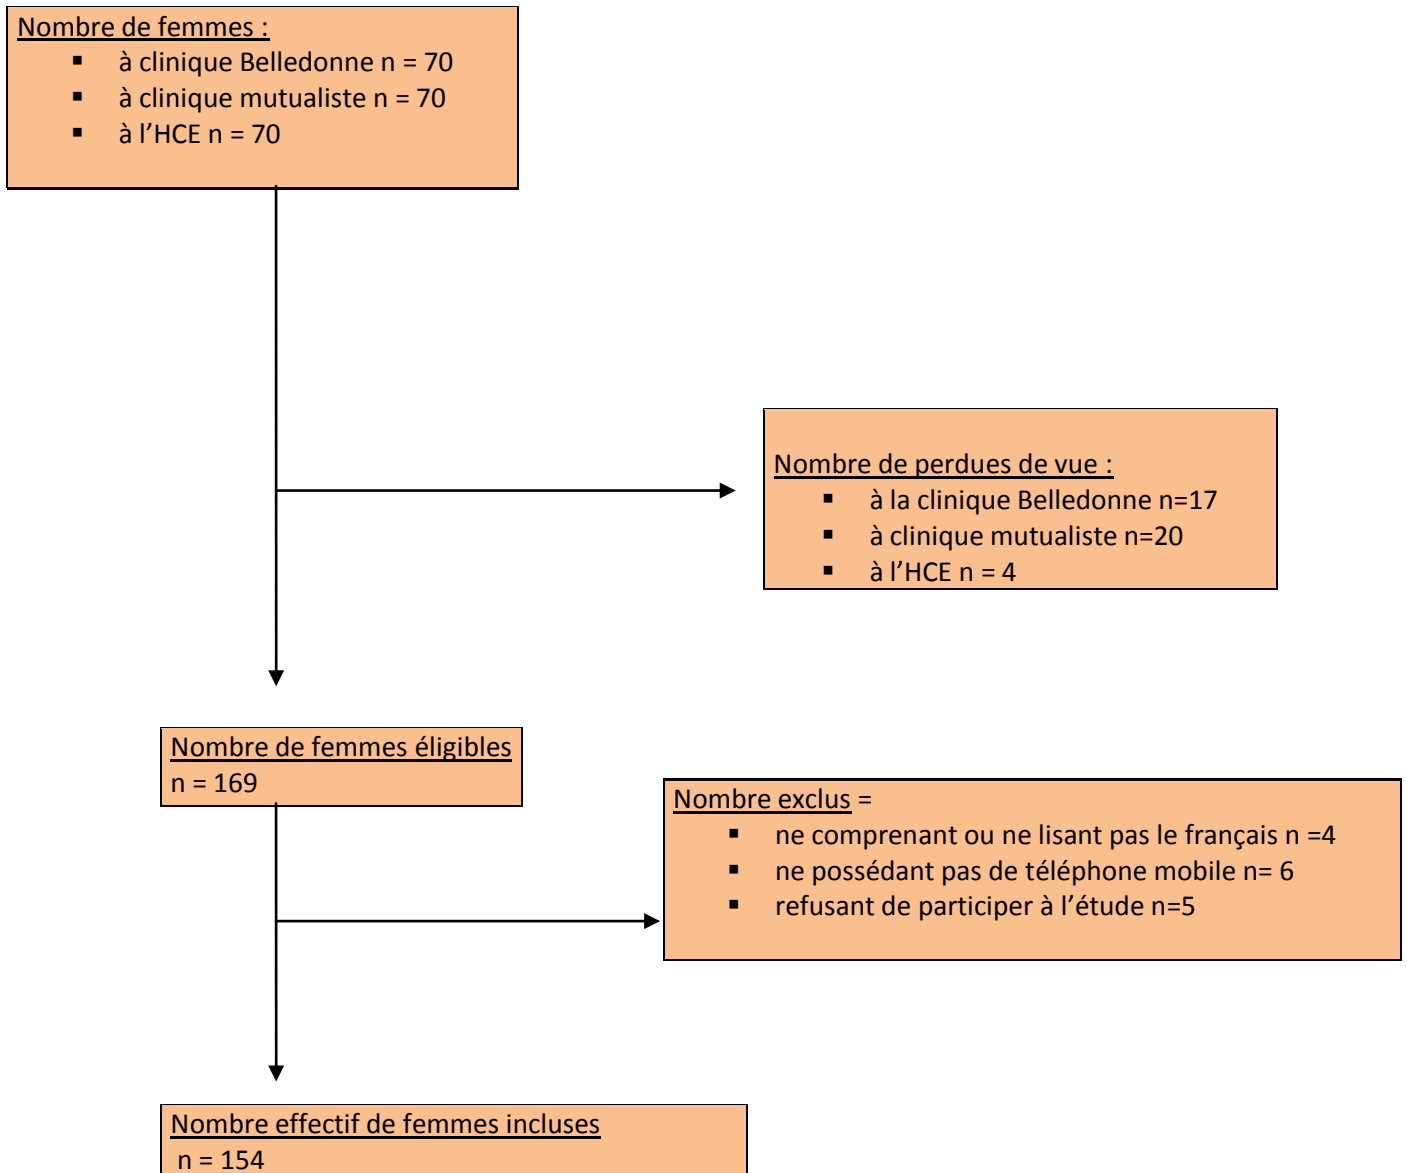 Nombre de femmes :
▪ à clinique Belledonne n = 70
▪ à clinique mutualiste n = 70
▪ à l’HCE n = 70
Nombre de perdues de vue :
▪ à la clinique Belledonne n=17
▪ à clinique mutualiste n=20
▪ à l’HCE n = 4
Nombre de femmes éligibles
n = 169
Nombre exclus =
▪ ne comprenant ou ne lisant pas le français n =4
▪ ne possédant pas de téléphone mobile n= 6
▪ refusant de participer à l’étude n=5
Nombre effectif de femmes incluses
n = 154